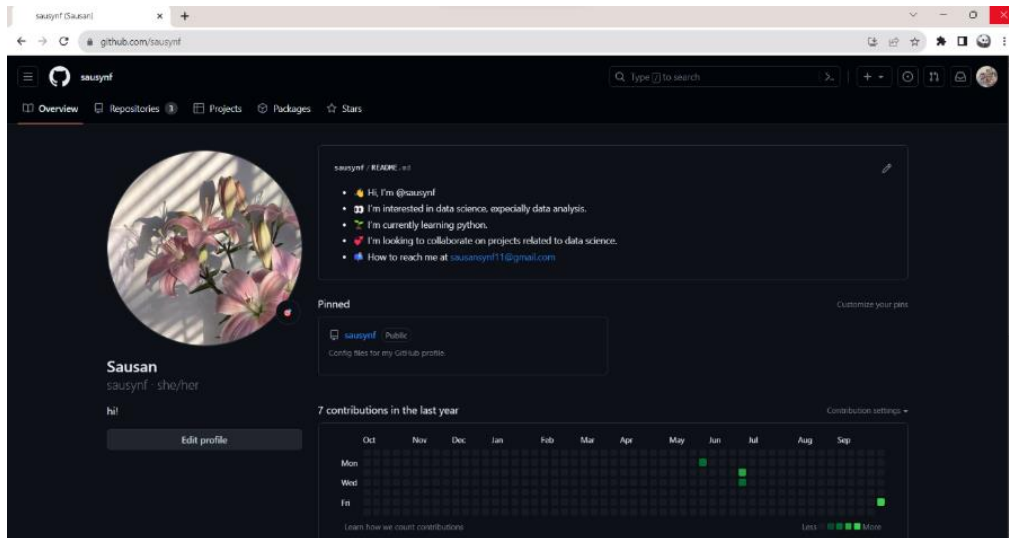 sausynf (Sausan)
github.com/sausynf
sausynf
Type / to search
Overview Repositories 3 Projects Packages Stars
sausynf / README.md
👋 Hi, I'm @sausynf
👀 I'm interested in data science, expecially data analysis.
🌱 I'm currently learning python.
💞️ I'm looking to collaborate on projects related to data science.
📫 How to reach me at sausansynf11@gmail.com
Pinned
Customize your pins
sausynf Public
Config files for my GitHub profile.
Sausan
sausynf · she/her
hi!
Edit profile
7 contributions in the last year
Contribution settings
Oct Nov Dec Jan Feb Mar Apr May Jun Jul Aug Sep
Mon
Wed
Fri
Learn how we count contributions
Less More